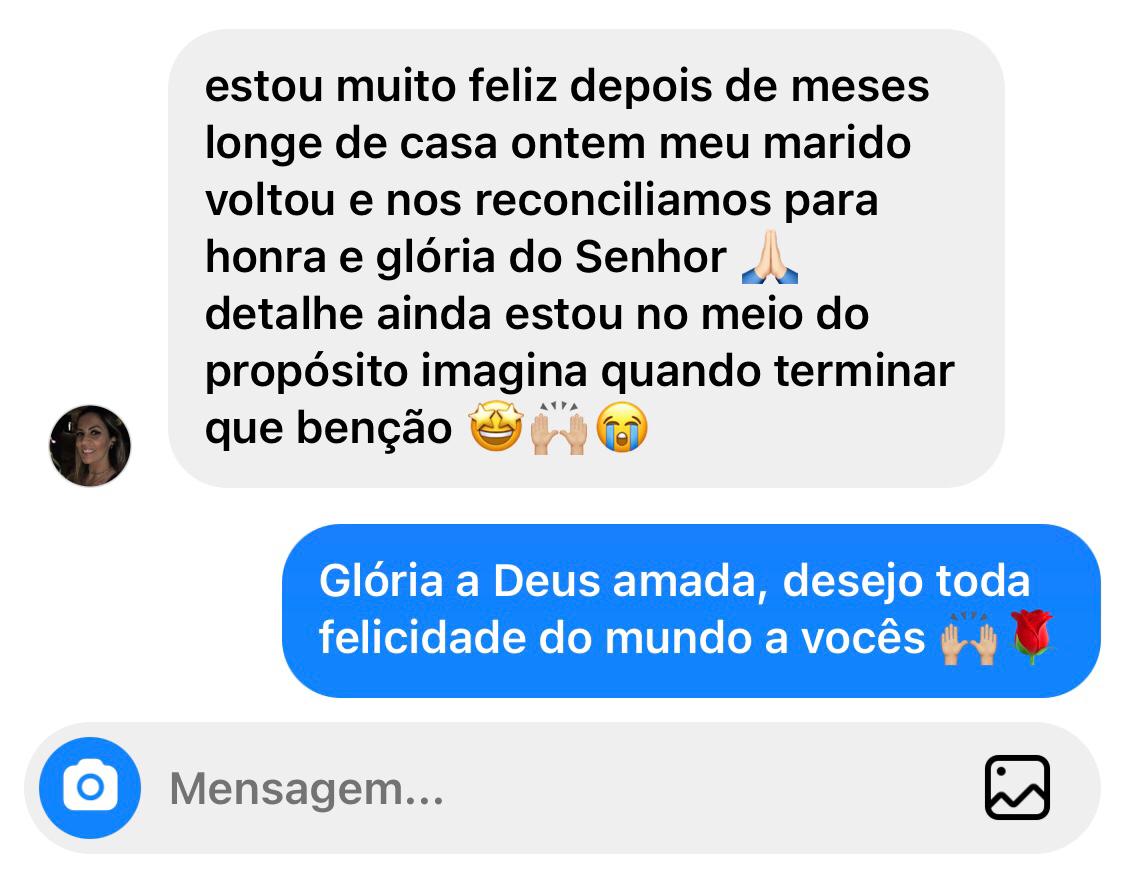 estou muito feliz depois de meses
longe de casa ontem meu marido
voltou e nos reconciliamos para
honra e glória do Senhor 🙏🏻
detalhe ainda estou no meio do
propósito imagina quando terminar
que benção 🤩🙌🏼😭
Glória a Deus amada, desejo toda
felicidade do mundo a vocês 🙌🏼🌹
Mensagem...